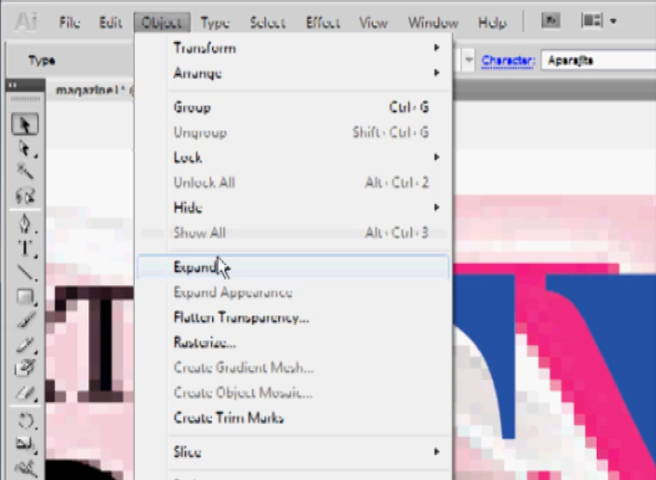 Ai File Edit Object Type Select Effect View Window Help Br
Type Character: Aparajita
magazine1* @
Transform
Arrange
Group Ctrl+G
Ungroup Shift+Ctrl+G
Lock
Unlock All Alt+Ctrl+2
Hide
Show All Alt+Ctrl+3
Expand...
Expand Appearance
Flatten Transparency...
Rasterize...
Create Gradient Mesh...
Create Object Mosaic...
Create Trim Marks
Slice